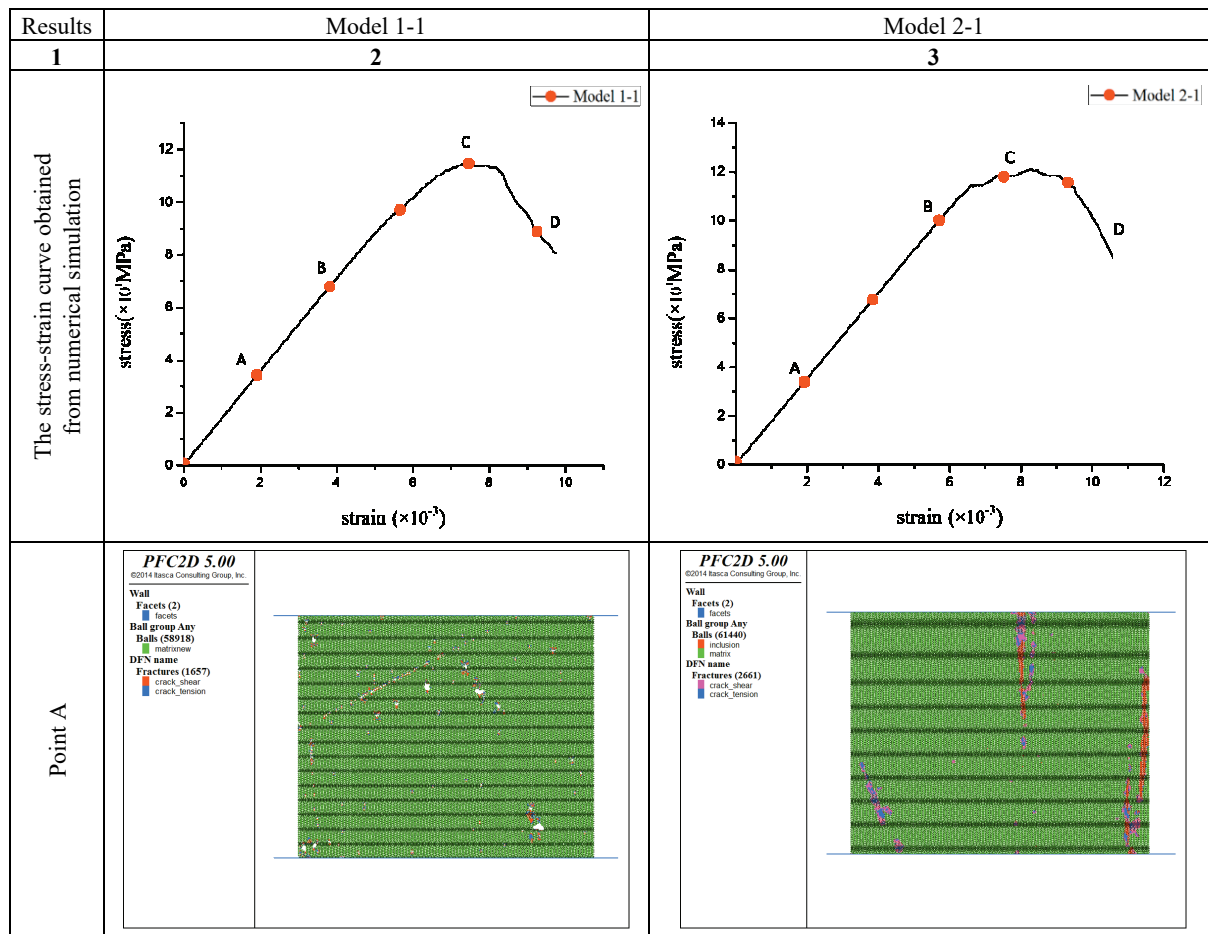 Results Model 1-1 Model 2-1
1 2 3
The stress-strain curve obtained
from numerical simulation
Model 1-1
C
D
B
A
12
10
8
6
4
2
0
stress(×10¹MPa)
0 2 4 6 8 10
strain (×10⁻³)
Model 2-1
C
B
D
A
14
12
10
8
6
4
2
0
stress(×10¹MPa)
0 2 4 6 8 10 12
strain (×10⁻³)
Point A
PFC2D 5.00
©2014 Itasca Consulting Group, Inc.
Wall
Facets (2)
facets
Ball group Any
Balls (58918)
matrixnew
DFN name
Fractures (1657)
crack_shear
crack_tension
PFC2D 5.00
©2014 Itasca Consulting Group, Inc.
Wall
Facets (2)
facets
Ball group Any
Balls (61440)
inclusion
matrix
DFN name
Fractures (2661)
crack_shear
crack_tension